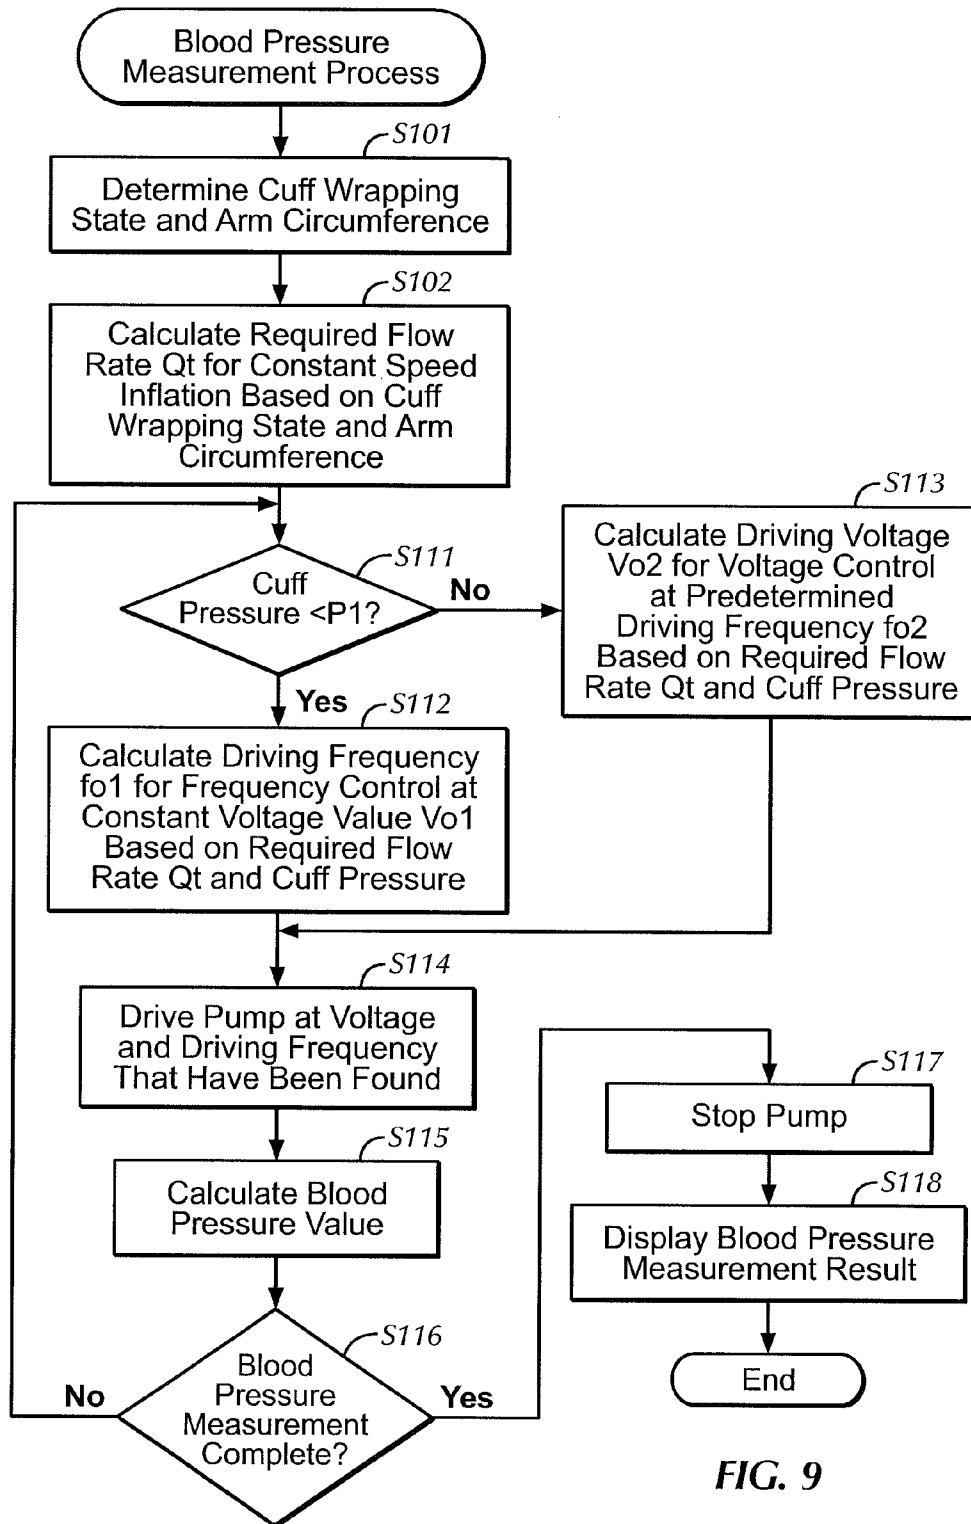 Blood Pressure
Measurement Process
S101
Determine Cuff Wrapping
State and Arm Circumference
S102
Calculate Required Flow
Rate Qt for Constant Speed
Inflation Based on Cuff
Wrapping State and Arm
Circumference
S111
Cuff
Pressure <P1?
No
Yes
S113
Calculate Driving Voltage
Vo2 for Voltage Control
at Predetermined
Driving Frequency fo2
Based on Required Flow
Rate Qt and Cuff Pressure
S112
Calculate Driving Frequency
fo1 for Frequency Control at
Constant Voltage Value Vo1
Based on Required Flow
Rate Qt and Cuff Pressure
S114
Drive Pump at Voltage
and Driving Frequency
That Have Been Found
S115
Calculate Blood
Pressure Value
S116
Blood
Pressure
Measurement
Complete?
No
Yes
S117
Stop Pump
S118
Display Blood Pressure
Measurement Result
End
FIG. 9